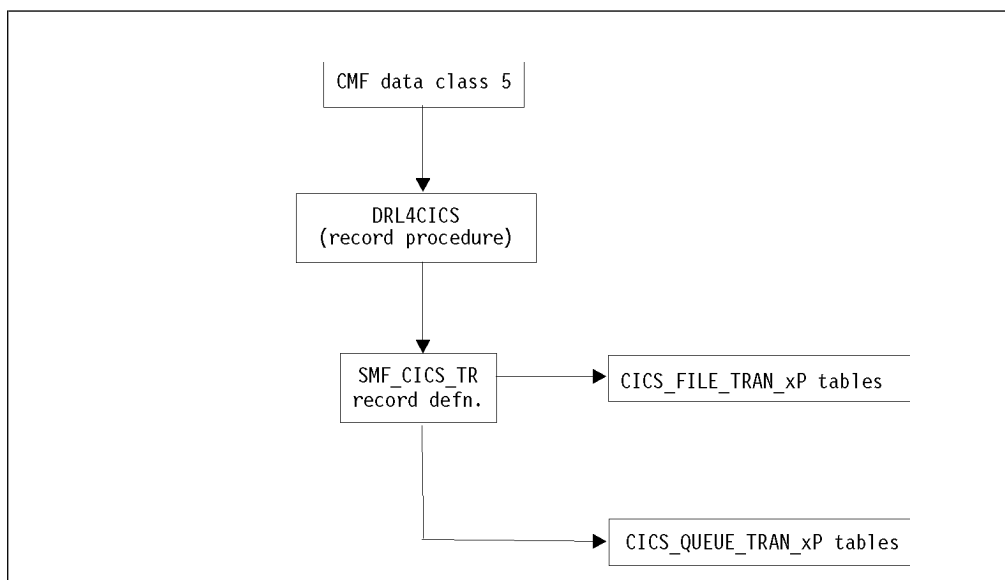 CMF data class 5
DRL4CICS
(record procedure)
SMF_CICS_TR
record defn.
CICS_FILE_TRAN_xP tables
CICS_QUEUE_TRAN_xP tables